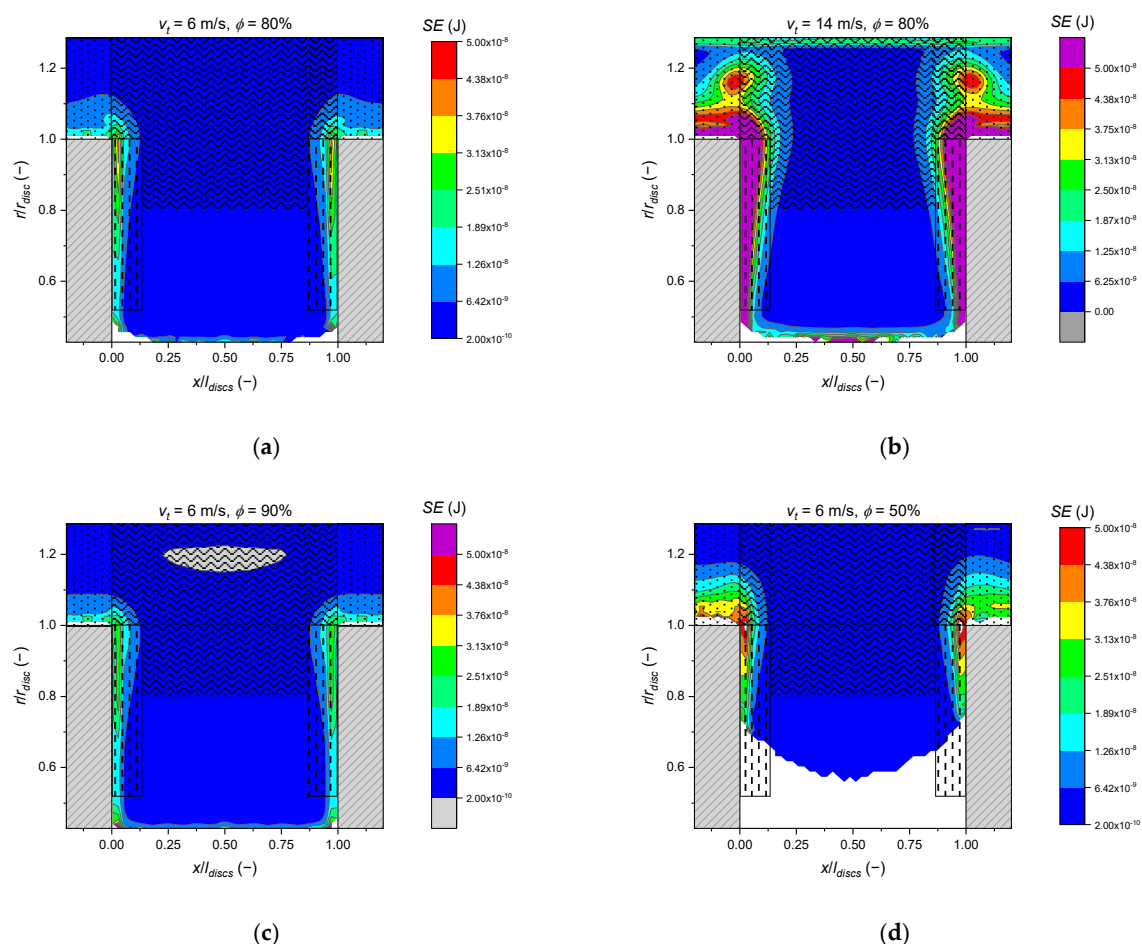 v_t = 6 m/s, ϕ = 80%
SE (J)
5.00x10⁻⁸
4.38x10⁻⁸
3.76x10⁻⁸
3.13x10⁻⁸
2.51x10⁻⁸
1.89x10⁻⁸
1.26x10⁻⁸
6.42x10⁻⁹
2.00x10⁻¹⁰
1.2
1.0
0.8
0.6
r/r_disc (–)
0.00 0.25 0.50 0.75 1.00
x/l_discs (–)
(a)
v_t = 14 m/s, ϕ = 80%
SE (J)
5.00x10⁻⁸
4.38x10⁻⁸
3.75x10⁻⁸
3.13x10⁻⁸
2.50x10⁻⁸
1.87x10⁻⁸
1.25x10⁻⁸
6.25x10⁻⁹
0.00
1.2
1.0
0.8
0.6
r/r_disc (–)
0.00 0.25 0.50 0.75 1.00
x/l_discs (–)
(b)
v_t = 6 m/s, ϕ = 90%
SE (J)
5.00x10⁻⁸
4.38x10⁻⁸
3.76x10⁻⁸
3.13x10⁻⁸
2.51x10⁻⁸
1.89x10⁻⁸
1.26x10⁻⁸
6.42x10⁻⁹
2.00x10⁻¹⁰
1.2
1.0
0.8
0.6
r/r_disc (–)
0.00 0.25 0.50 0.75 1.00
x/l_discs (–)
(c)
v_t = 6 m/s, ϕ = 50%
SE (J)
5.00x10⁻⁸
4.38x10⁻⁸
3.76x10⁻⁸
3.13x10⁻⁸
2.51x10⁻⁸
1.89x10⁻⁸
1.26x10⁻⁸
6.42x10⁻⁹
2.00x10⁻¹⁰
1.2
1.0
0.8
0.6
r/r_disc (–)
0.00 0.25 0.50 0.75 1.00
x/l_discs (–)
(d)